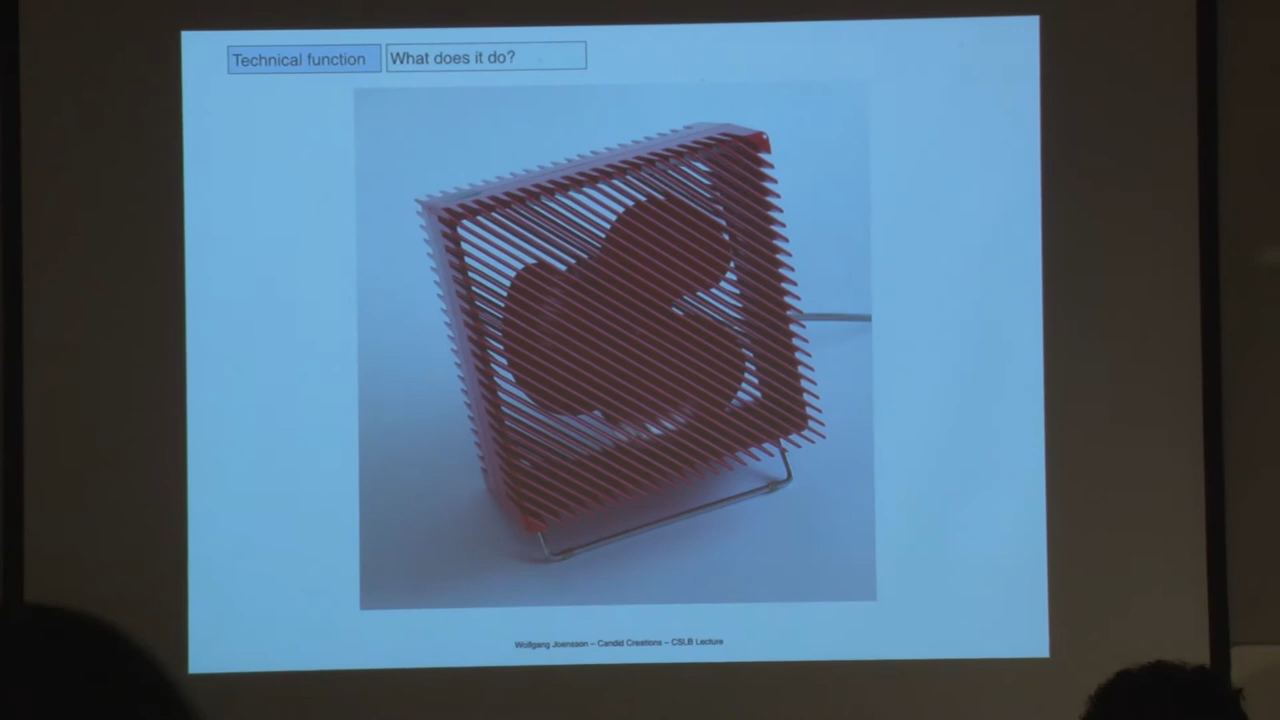 Technical function
What does it do?
Wolfgang Joensson – Candid Creations – CSLB Lecture